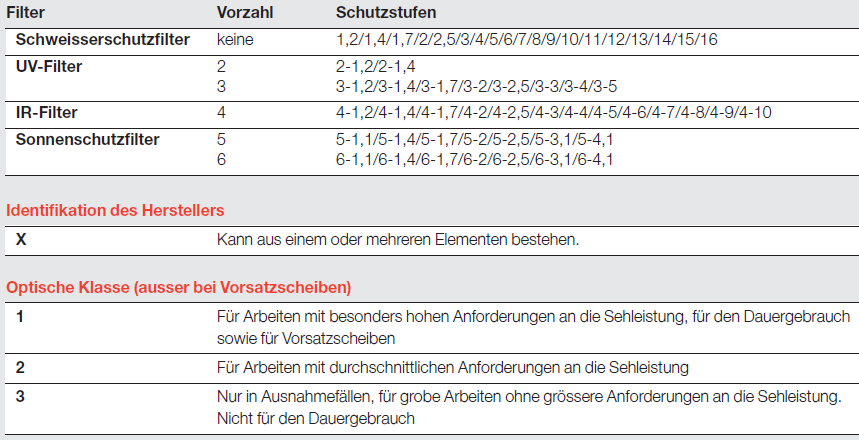 Filter Vorzahl Schutzstufen
Schweisserschutzfilter keine 1,2/1,4/1,7/2/2,5/3/4/5/6/7/8/9/10/11/12/13/14/15/16
UV-Filter 2 2-1,2/2-1,4
3 3-1,2/3-1,4/3-1,7/3-2/3-2,5/3-3/3-4/3-5
IR-Filter 4 4-1,2/4-1,4/4-1,7/4-2/4-2,5/4-3/4-4/4-5/4-6/4-7/4-8/4-9/4-10
Sonnenschutzfilter 5 5-1,1/5-1,4/5-1,7/5-2/5-2,5/5-3,1/5-4,1
6 6-1,1/6-1,4/6-1,7/6-2/6-2,5/6-3,1/6-4,1
Identifikation des Herstellers
X Kann aus einem oder mehreren Elementen bestehen.
Optische Klasse (ausser bei Vorsatzscheiben)
1 Für Arbeiten mit besonders hohen Anforderungen an die Sehleistung, für den Dauergebrauch
sowie für Vorsatzscheiben
2 Für Arbeiten mit durchschnittlichen Anforderungen an die Sehleistung
3 Nur in Ausnahmefällen, für grobe Arbeiten ohne grössere Anforderungen an die Sehleistung.
Nicht für den Dauergebrauch